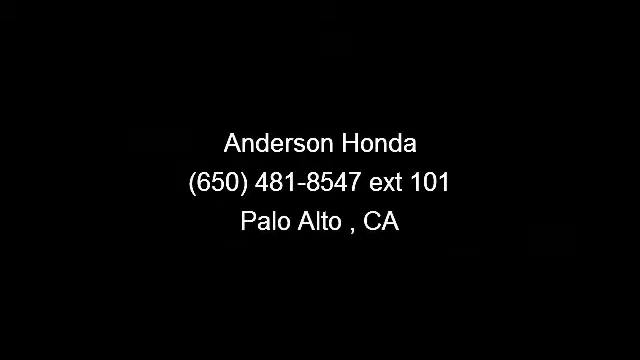 Anderson Honda
(650) 481-8547 ext 101
Palo Alto , CA